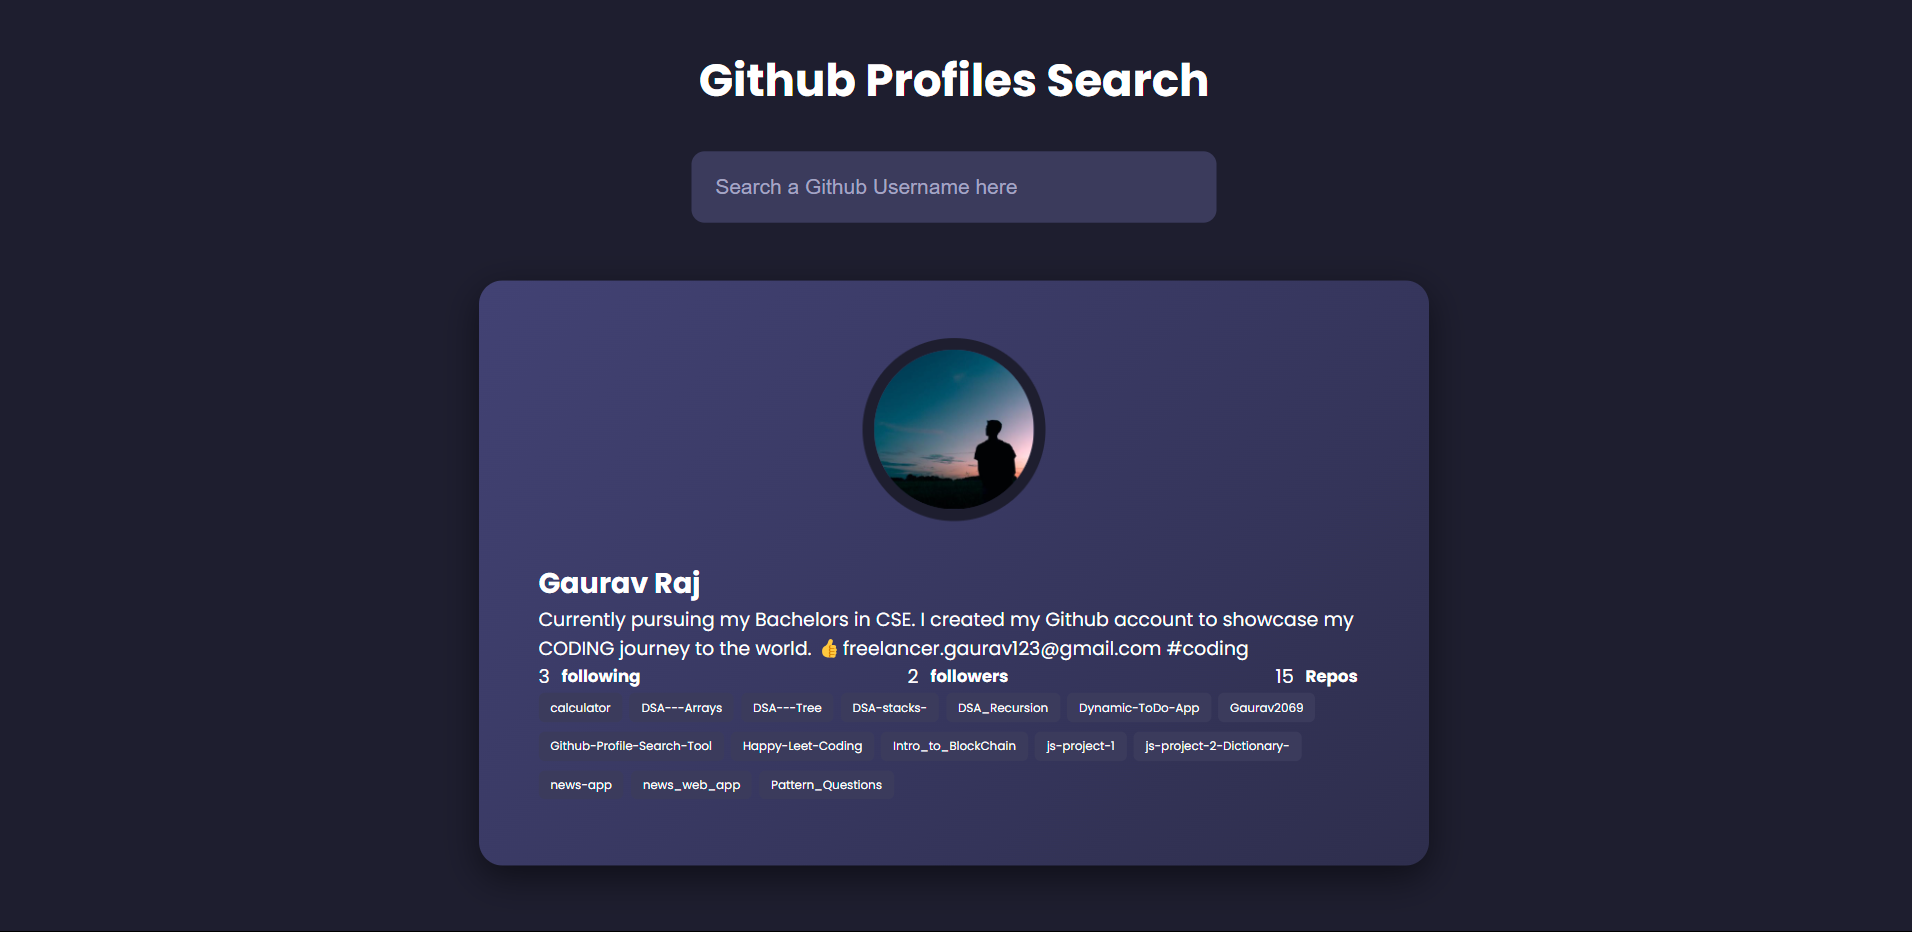 Github Profiles Search
Search a Github Username here
Gaurav Raj
Currently pursuing my Bachelors in CSE. I created my Github account to showcase my
CODING journey to the world. 👍freelancer.gaurav123@gmail.com #coding
3 following 2 followers 15 Repos
calculator DSA---Arrays DSA---Tree DSA-stacks- DSA_Recursion Dynamic-ToDo-App Gaurav2069
Github-Profile-Search-Tool Happy-Leet-Coding Intro_to_BlockChain js-project-1 js-project-2-Dictionary-
news-app news_web_app Pattern_Questions